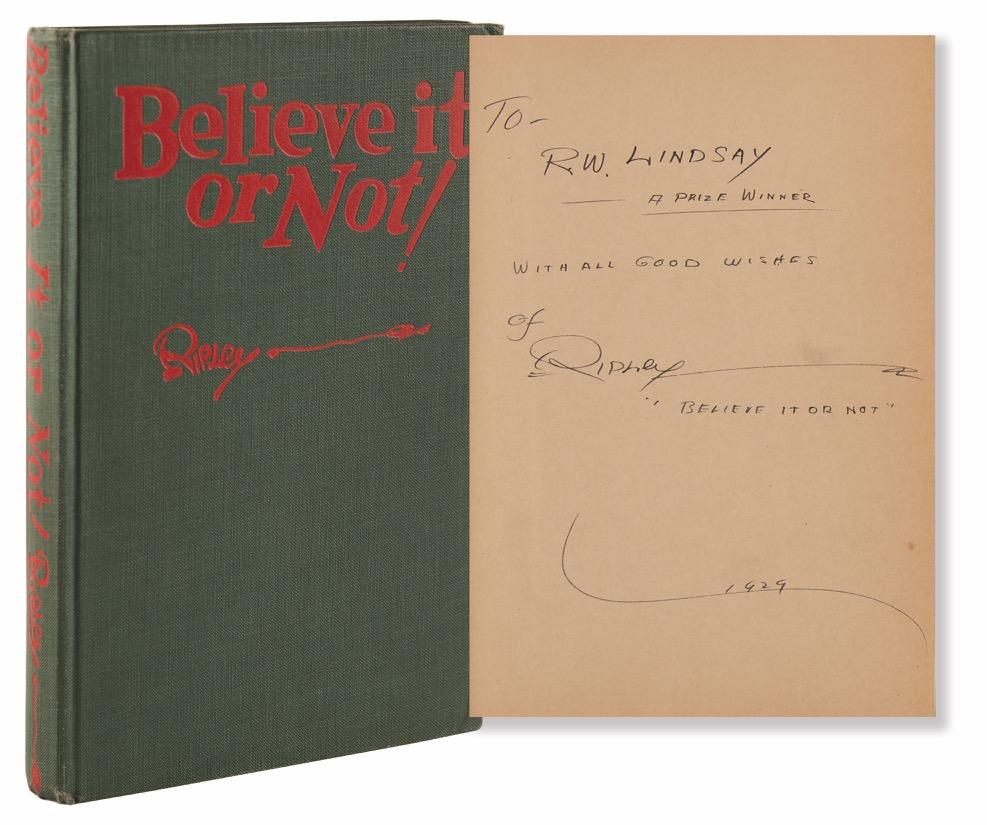 Believe It or Not! Ripley
Believe it
or Not!
Ripley
To-
R.W. LINDSAY
A PRIZE WINNER
WITH ALL GOOD WISHES
of
Ripley
"BELIEVE IT OR NOT"
1929